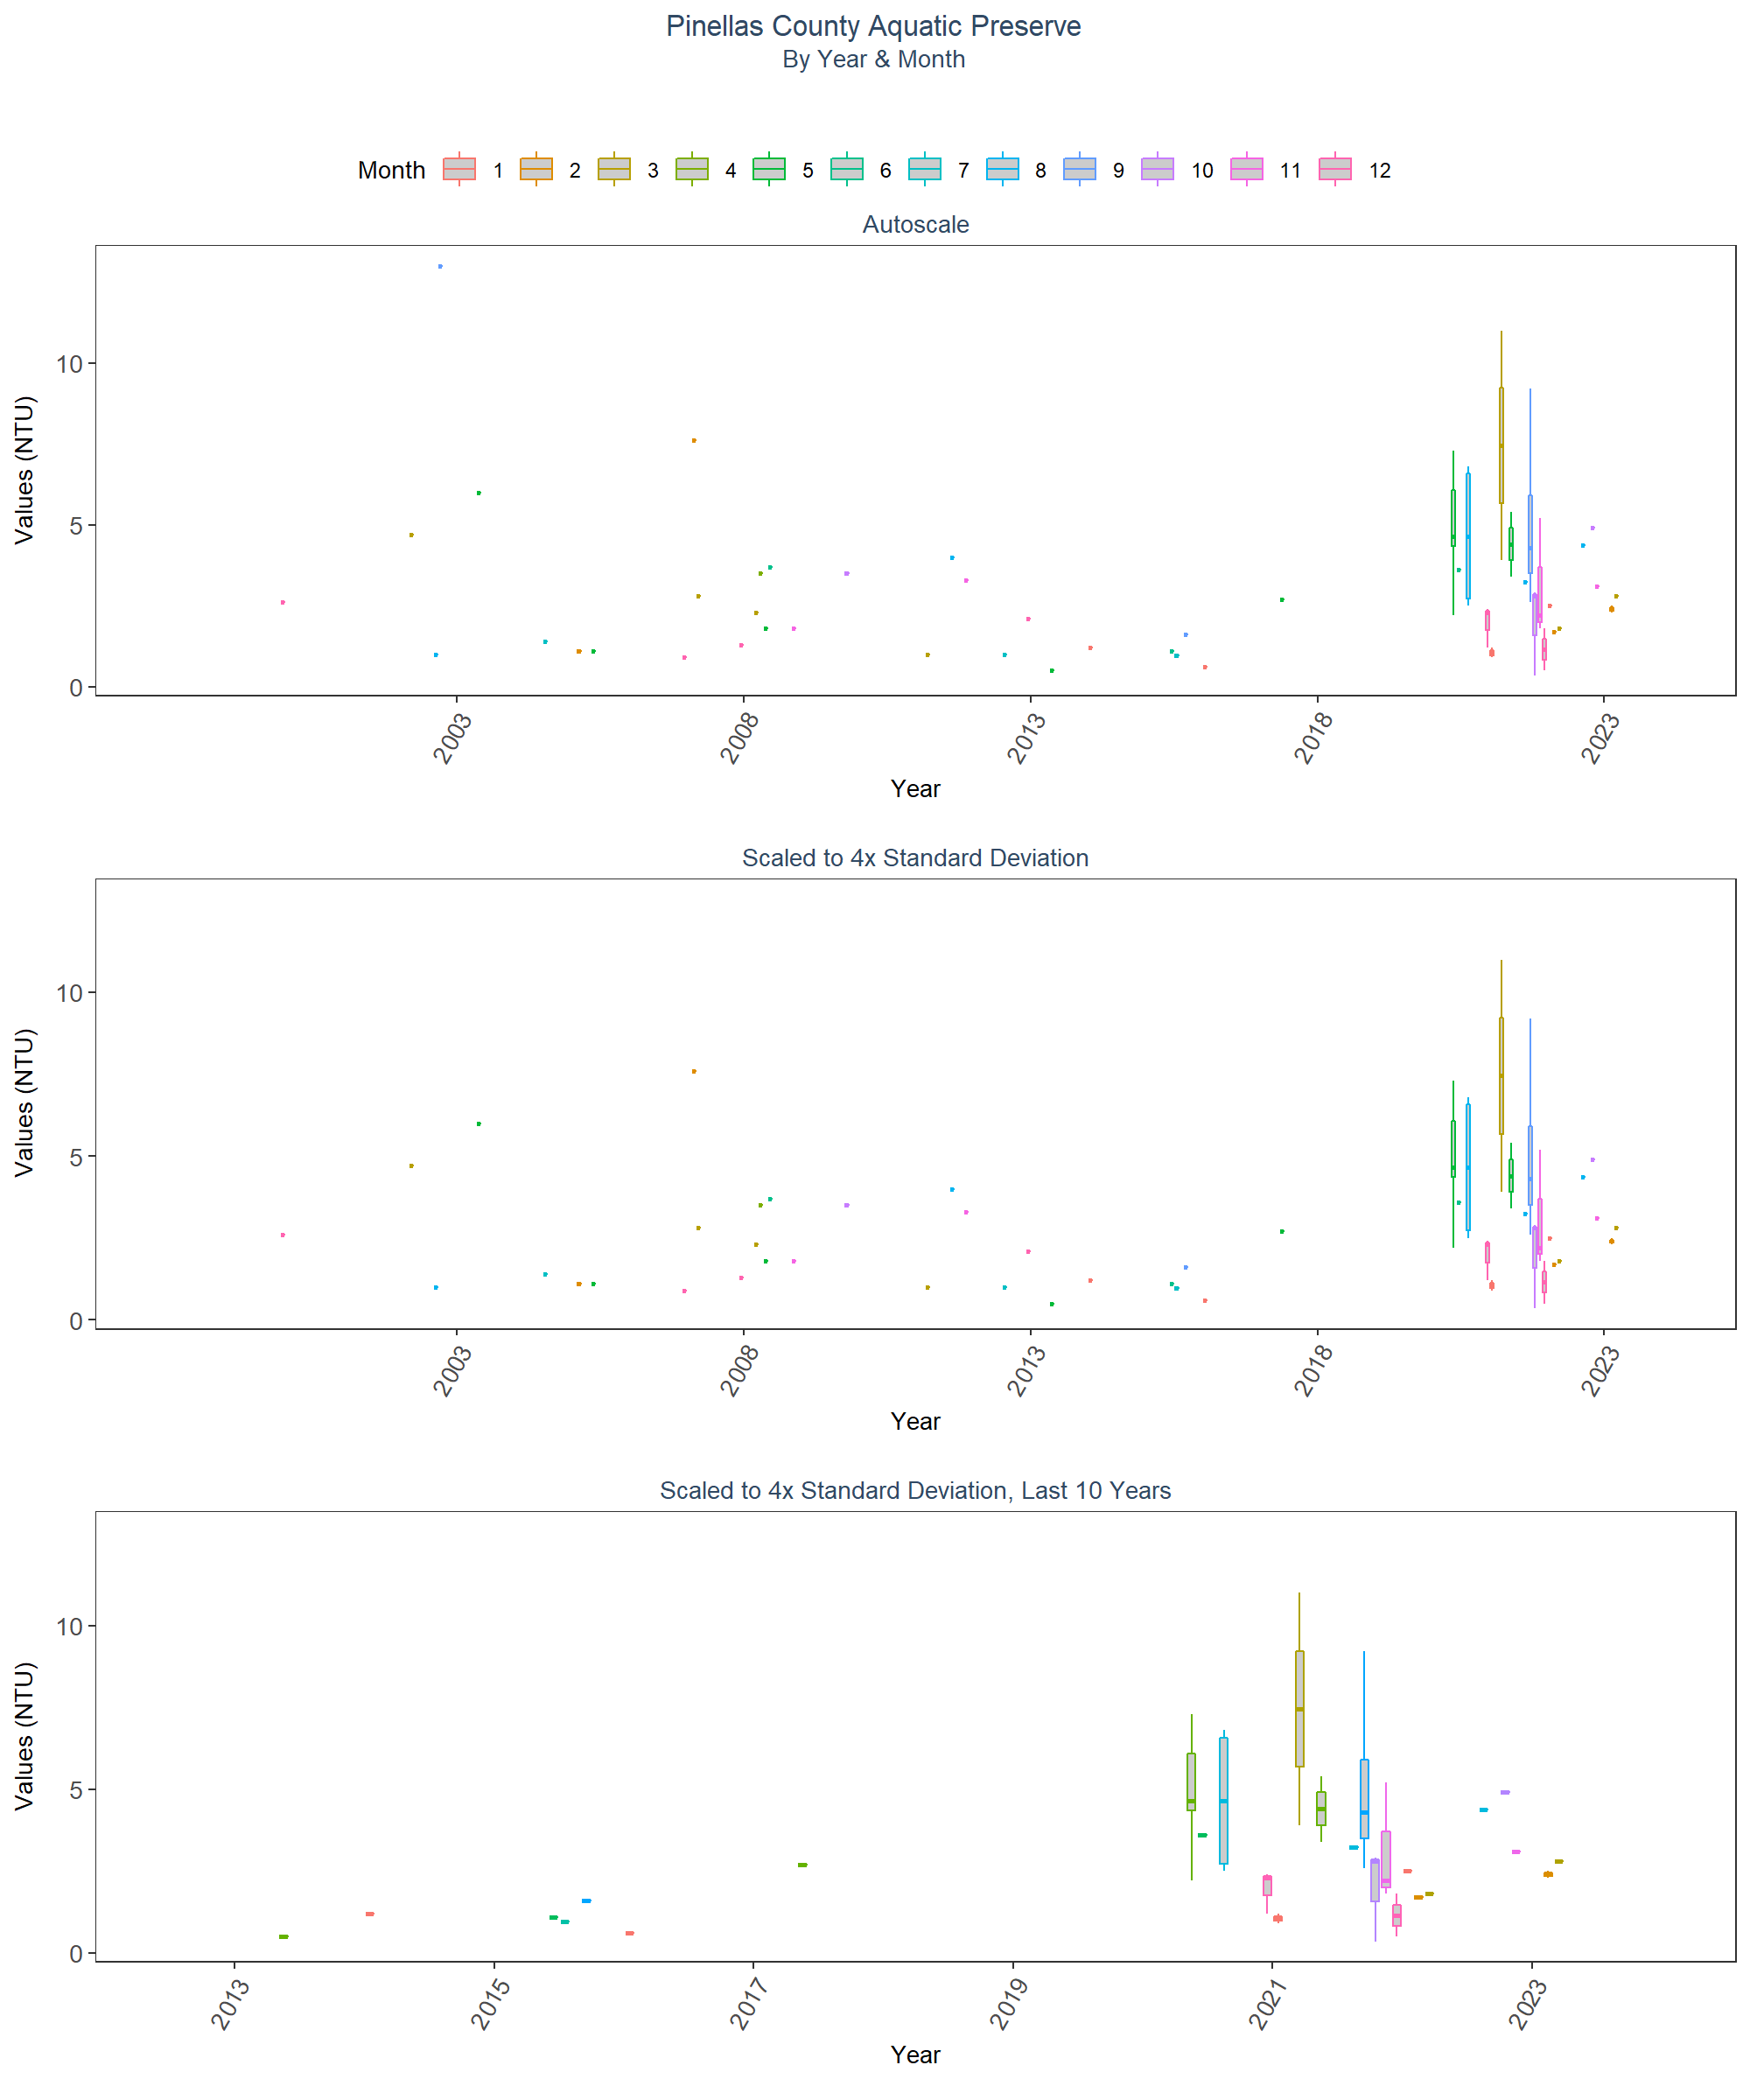 Pinellas County Aquatic Preserve
By Year & Month
Month 1 2 3 4 5 6 7 8 9 10 11 12
Autoscale
Values (NTU)
10
5
0
2003 2008 2013 2018 2023
Year
Scaled to 4x Standard Deviation
Values (NTU)
10
5
0
2003 2008 2013 2018 2023
Year
Scaled to 4x Standard Deviation, Last 10 Years
Values (NTU)
10
5
0
2013 2015 2017 2019 2021 2023
Year